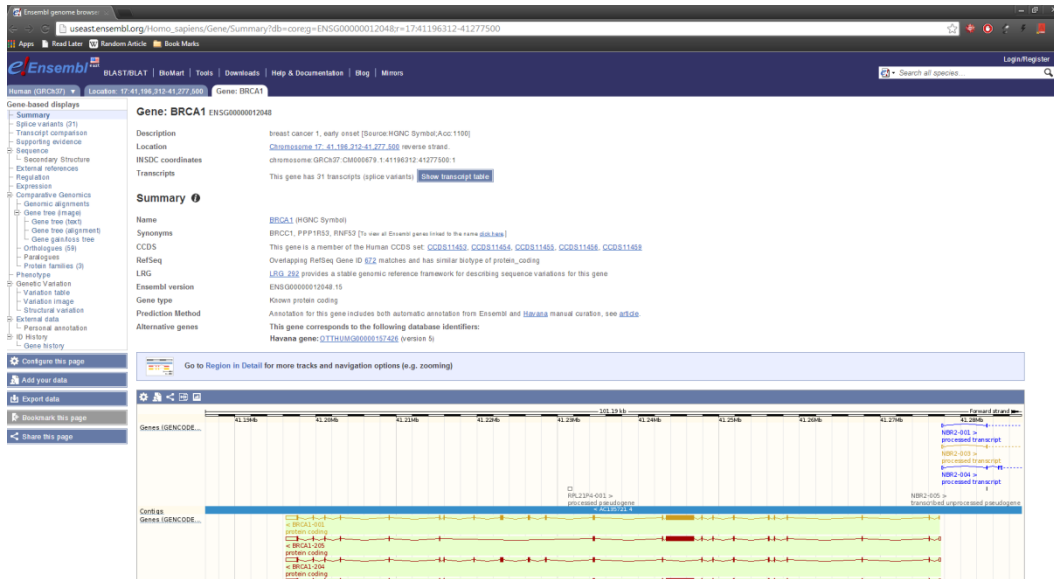 Ensembl genome browser
useast.ensembl.org/Homo_sapiens/Gene/Summary?db=core;g=ENSG00000012048;r=17:41196312-41277500
Apps Read Later Random Article Book Marks
Login/Register
e!Ensembl BLAST/BLAT | BioMart | Tools | Downloads | Help & Documentation | Blog | Mirrors
Search all species...
Human (GRCh37) ▼ Location: 17:41,196,312-41,277,500 Gene: BRCA1
Gene-based displays
Summary
Splice variants (31)
Transcript comparison
Supporting evidence
Sequence
Secondary Structure
External references
Regulation
Expression
Comparative Genomics
Genomic alignments
Gene tree (image)
Gene tree (text)
Gene tree (alignment)
Gene gain/loss tree
Orthologues (59)
Paralogues
Protein families (3)
Phenotype
Genetic Variation
Variation table
Variation image
Structural variation
External data
Personal annotation
ID History
Gene history
Configure this page
Add your data
Export data
Bookmark this page
Share this page
Gene: BRCA1 ENSG00000012048
Description breast cancer 1, early onset [Source:HGNC Symbol;Acc:1100]
Location Chromosome 17: 41,196,312-41,277,500 reverse strand.
INSDC coordinates chromosome:GRCh37:CM000679.1:41196312:41277500:1
Transcripts This gene has 31 transcripts (splice variants) Show transcript table
Summary
Name BRCA1 (HGNC Symbol)
Synonyms BRCC1, PPP1R53, RNF53 [To view all Ensembl genes linked to the name click here.]
CCDS This gene is a member of the Human CCDS set: CCDS11453, CCDS11454, CCDS11455, CCDS11456, CCDS11459
RefSeq Overlapping RefSeq Gene ID 672 matches and has similar biotype of protein_coding
LRG LRG_292 provides a stable genomic reference framework for describing sequence variations for this gene
Ensembl version ENSG00000012048.15
Gene type Known protein coding
Prediction Method Annotation for this gene includes both automatic annotation from Ensembl and Havana manual curation, see article.
Alternative genes This gene corresponds to the following database identifiers:
Havana gene: OTTHUMG00000157426 (version 5)
Go to Region in Detail for more tracks and navigation options (e.g. zooming)
101.19 kb Forward strand
41.19Mb 41.20Mb 41.21Mb 41.22Mb 41.23Mb 41.24Mb 41.25Mb 41.26Mb 41.27Mb 41.28Mb
Genes (GENCODE...
NBR2-001 >
processed transcript
NBR2-003 >
processed transcript
NBR2-004 >
processed transcript
RPL21P4-001 > NBR2-005 >
processed pseudogene transcribed unprocessed pseudogene
Contigs < AC135721.4
Genes (GENCODE...
< BRCA1-001
protein coding
< BRCA1-205
protein coding
< BRCA1-204
protein coding